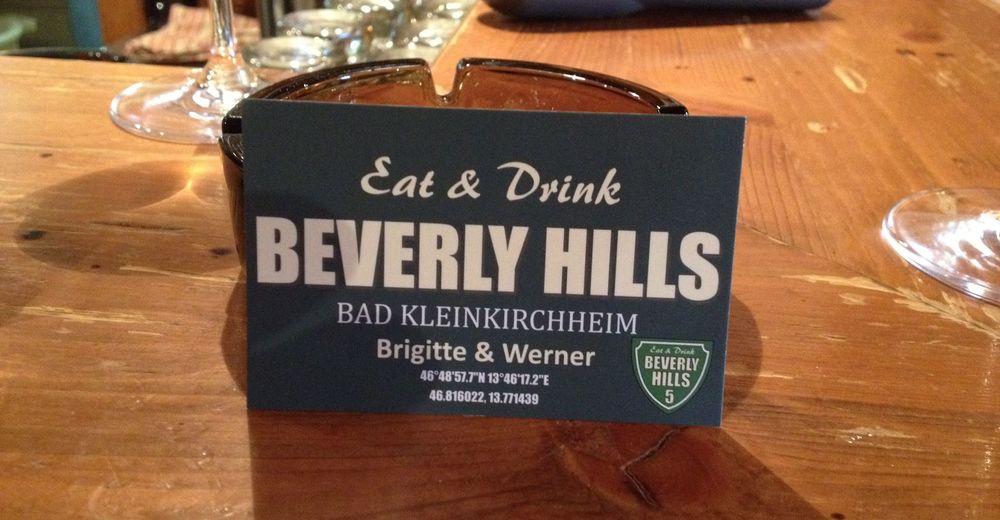 Eat & Drink
BEVERLY HILLS
BAD KLEINKIRCHHEIM
Brigitte & Werner
46°48'57.7"N 13°46'17.2"E
46.816022, 13.771439
Eat & Drink
BEVERLY
HILLS
5